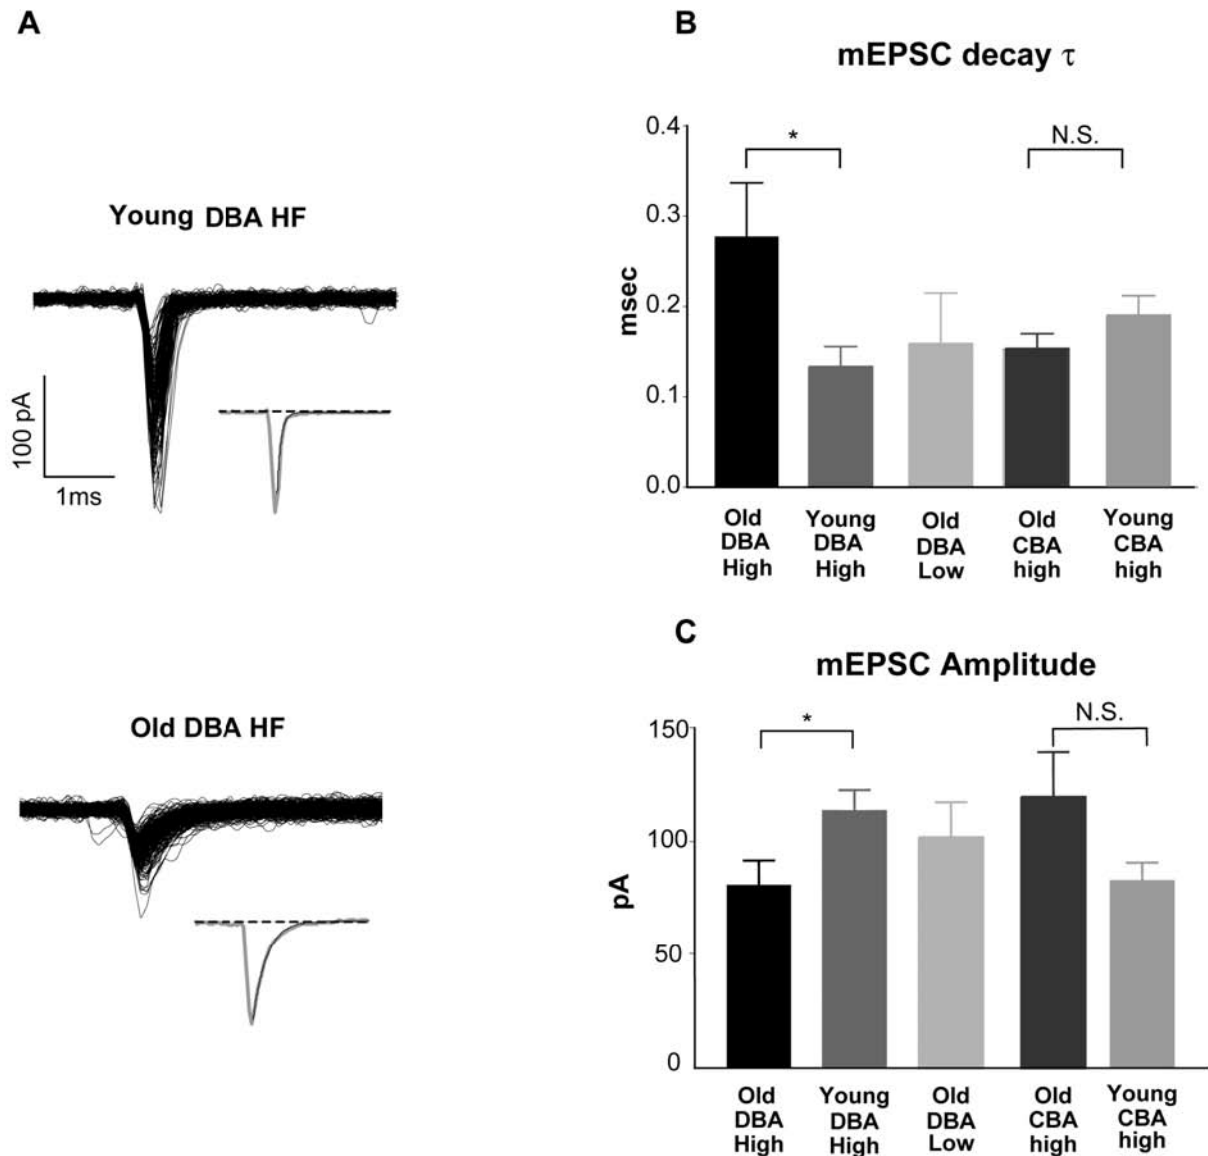 A
Young DBA HF
100 pA
1ms
Old DBA HF
B
mEPSC decay τ
0.4
0.3
0.2
0.1
0.0
msec
*
N.S.
Old Young Old Old Young
DBA DBA DBA CBA CBA
High High Low high high
C
mEPSC Amplitude
150
100
50
0
pA
*
N.S.
Old Young Old Old Young
DBA DBA DBA CBA CBA
High High Low high high